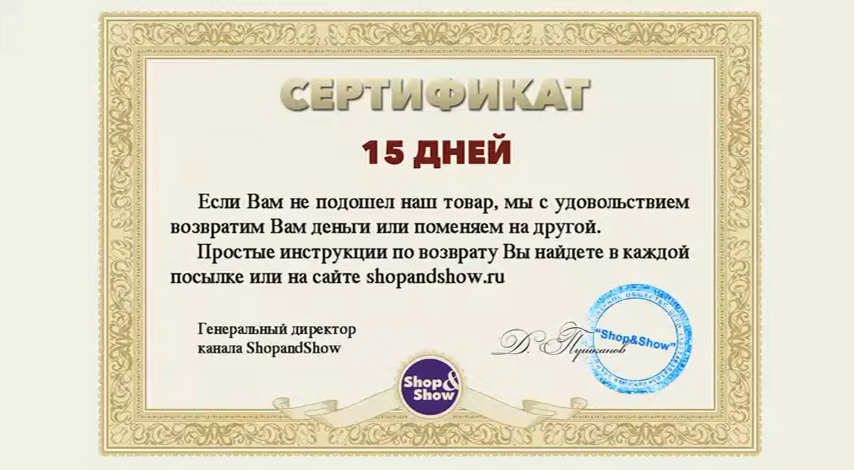 СЕРТИФИКАТ
15 ДНЕЙ
Если Вам не подошел наш товар, мы с удовольствием
возвратим Вам деньги или поменяем на другой.
Простые инструкции по возврату Вы найдете в каждой
посылке или на сайте shopandshow.ru
Генеральный директор
канала ShopandShow
Д.
"Shop&Show"
Shop&
Show